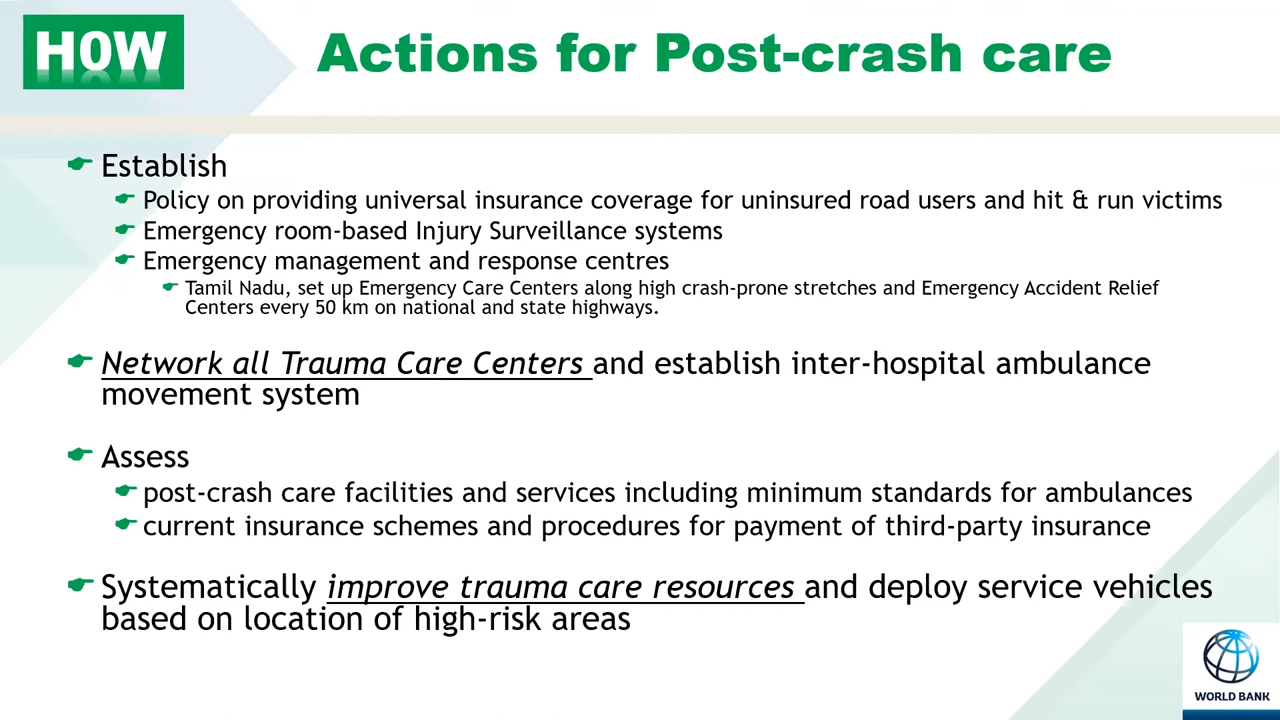 HOW
Actions for Post-crash care
Establish
Policy on providing universal insurance coverage for uninsured road users and hit & run victims
Emergency room-based Injury Surveillance systems
Emergency management and response centres
Tamil Nadu, set up Emergency Care Centers along high crash-prone stretches and Emergency Accident Relief
Centers every 50 km on national and state highways.
Network all Trauma Care Centers and establish inter-hospital ambulance
movement system
Assess
post-crash care facilities and services including minimum standards for ambulances
current insurance schemes and procedures for payment of third-party insurance
Systematically improve trauma care resources and deploy service vehicles
based on location of high-risk areas
WORLD BANK